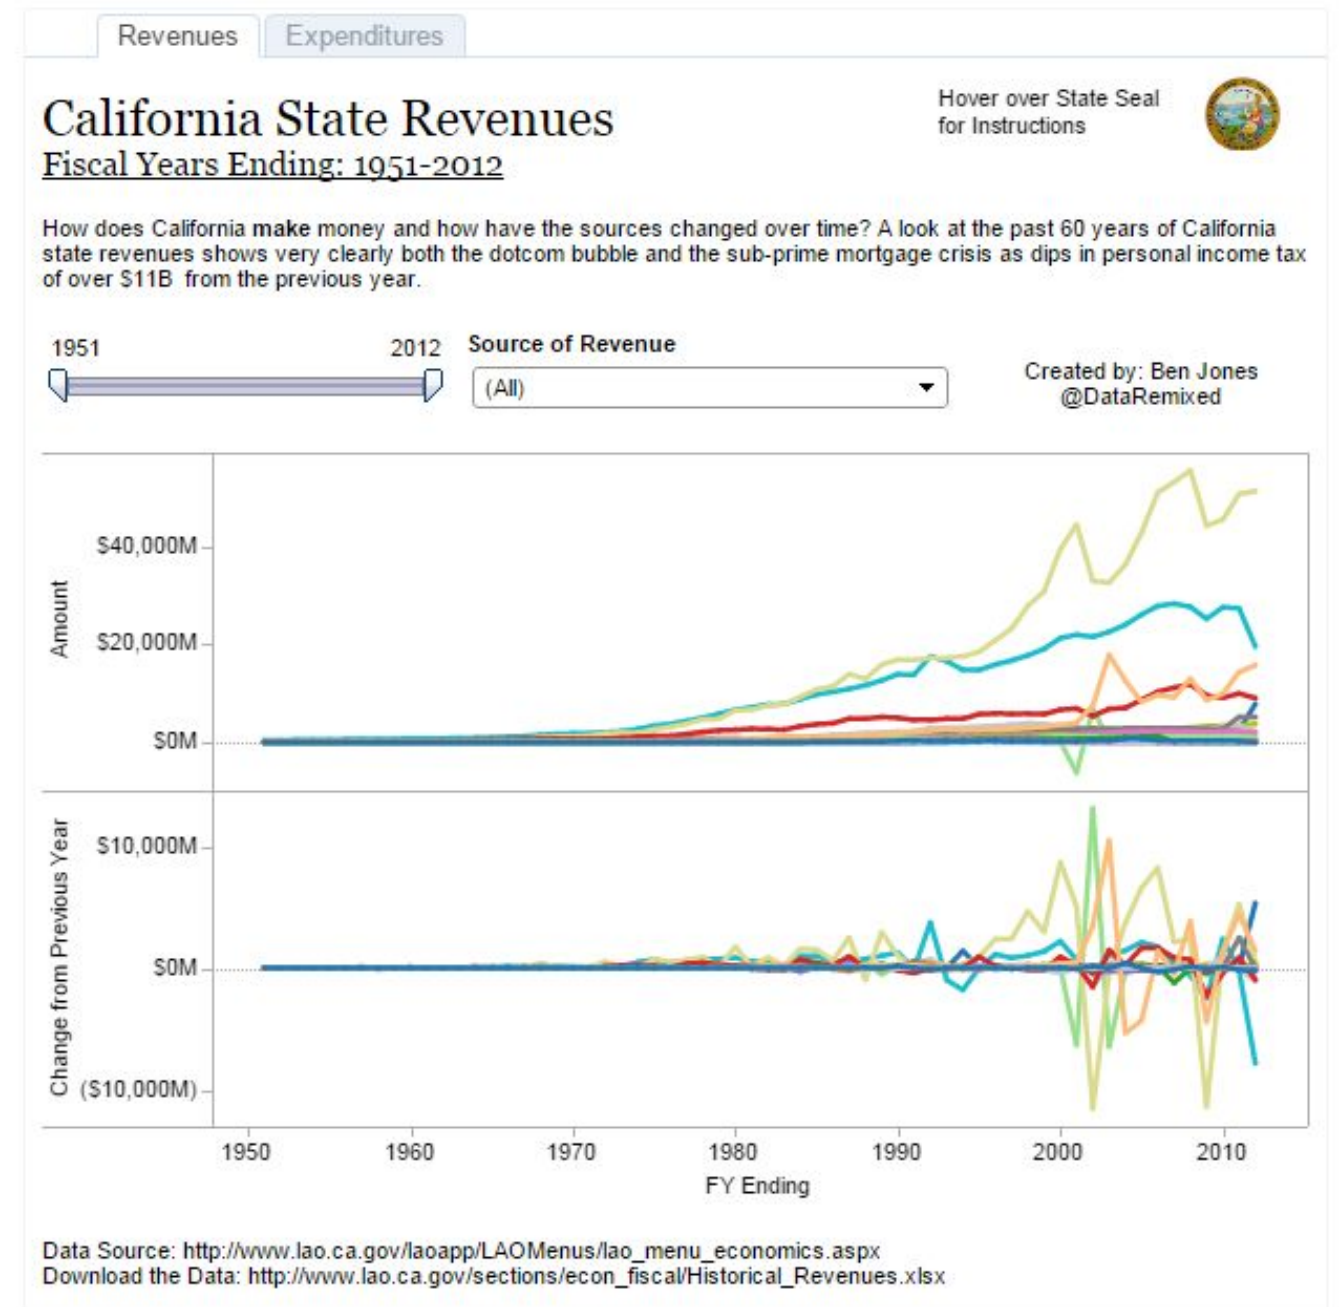 Revenues
Expenditures
California State Revenues
Fiscal Years Ending: 1951-2012
Hover over State Seal
for Instructions
How does California make money and how have the sources changed over time? A look at the past 60 years of California
state revenues shows very clearly both the dotcom bubble and the sub-prime mortgage crisis as dips in personal income tax
of over $11B from the previous year.
1951
2012
Source of Revenue
(All)
Created by: Ben Jones
@DataRemixed
Amount
$40,000M
$20,000M
$0M
Change from Previous Year
$10,000M
$0M
($10,000M)
1950
1960
1970
1980
1990
2000
2010
FY Ending
Data Source: http://www.lao.ca.gov/laoapp/LAOMenus/lao_menu_economics.aspx
Download the Data: http://www.lao.ca.gov/sections/econ_fiscal/Historical_Revenues.xlsx